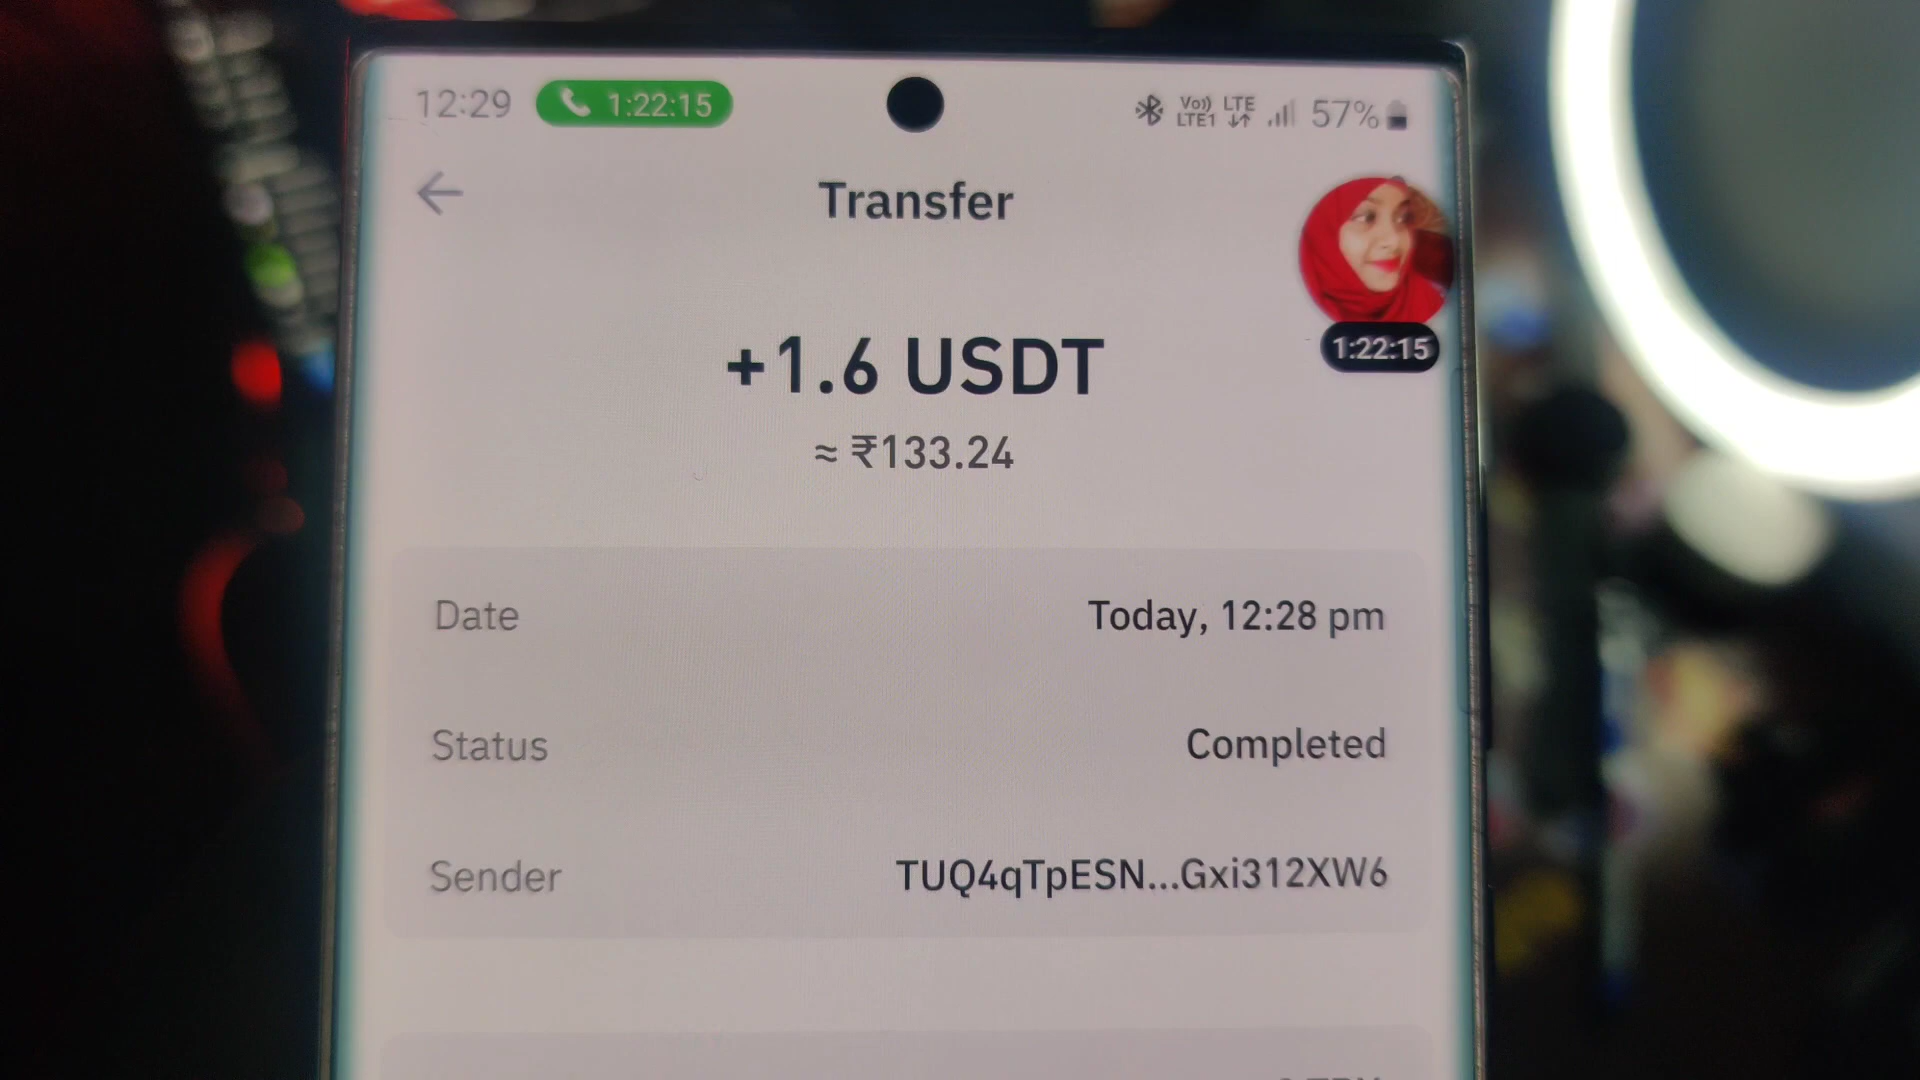 12:29 1:22:15 Vo)) LTE LTE1 57%
Transfer
1:22:15
+1.6 USDT
≈ ₹133.24
Date Today, 12:28 pm
Status Completed
Sender TUQ4qTpESN...Gxi312XW6